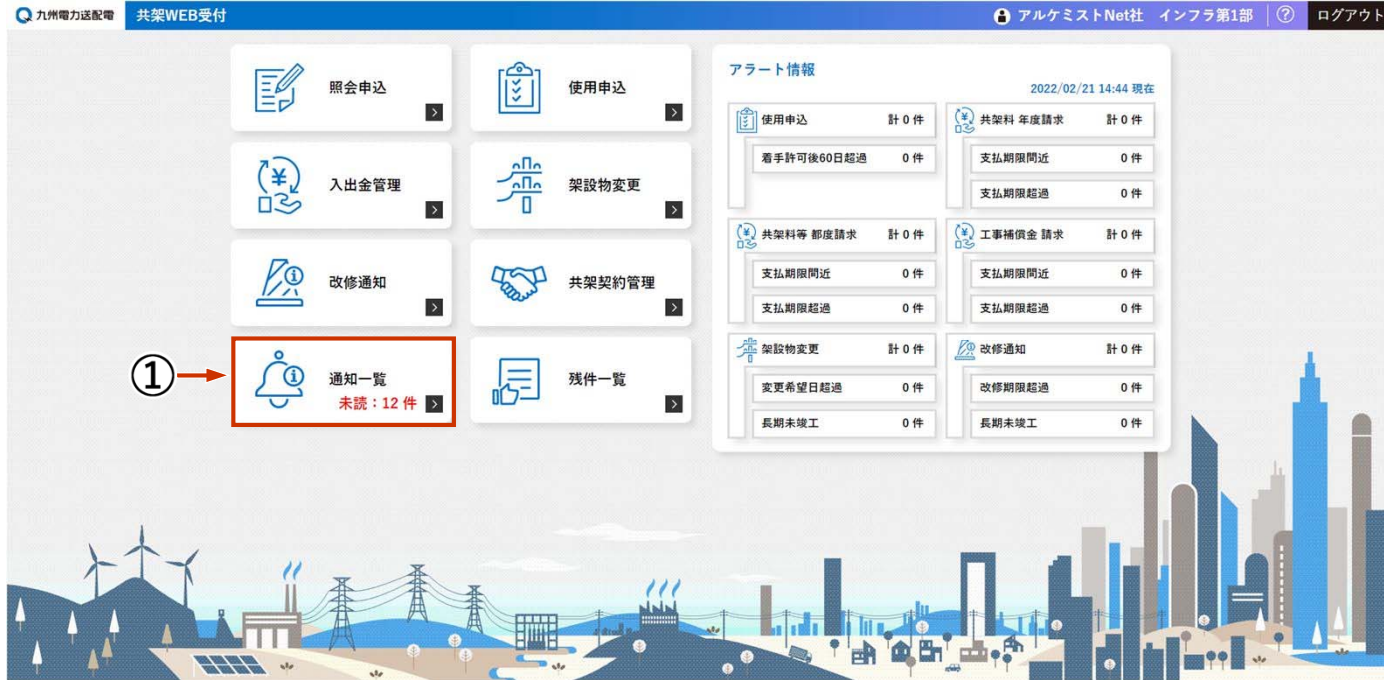 九州電力送配電 共架WEB受付 アルケミストNet社 インフラ第1部 ? ログアウト
照会申込
使用申込
入出金管理
架設物変更
改修通知
共架契約管理
①
通知一覧
未読:12 件
残件一覧
アラート情報
2022/02/21 14:44 現在
使用申込 計 0 件
着手許可後60日超過 0 件
共架料 年度請求 計 0 件
支払期限間近 0 件
支払期限超過 0 件
共架料等 都度請求 計 0 件
支払期限間近 0 件
支払期限超過 0 件
工事補償金 請求 計 0 件
支払期限間近 0 件
支払期限超過 0 件
架設物変更 計 0 件
変更希望日超過 0 件
長期未竣工 0 件
改修通知 計 0 件
改修期限超過 0 件
長期未竣工 0 件